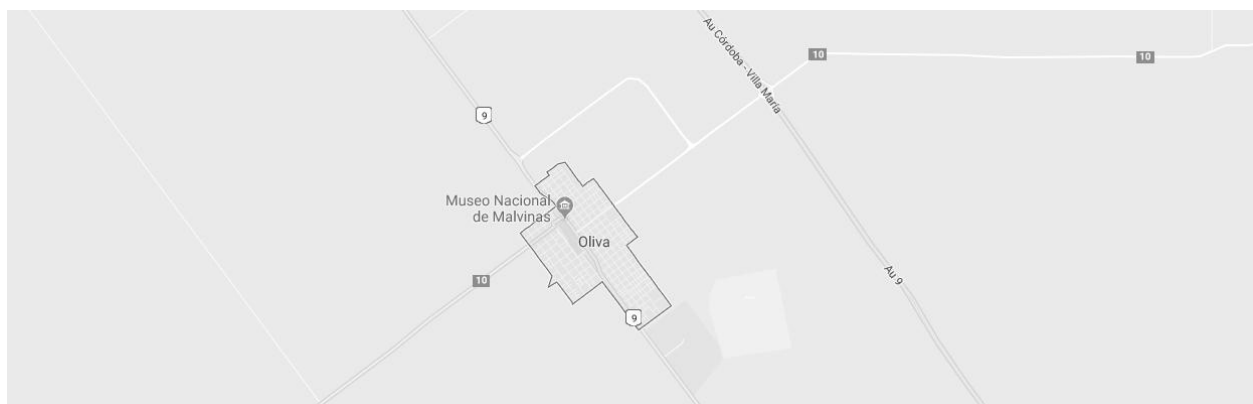 Au Córdoba - Villa María
10
10
9
Museo Nacional
de Malvinas
Oliva
10
Au 9
9